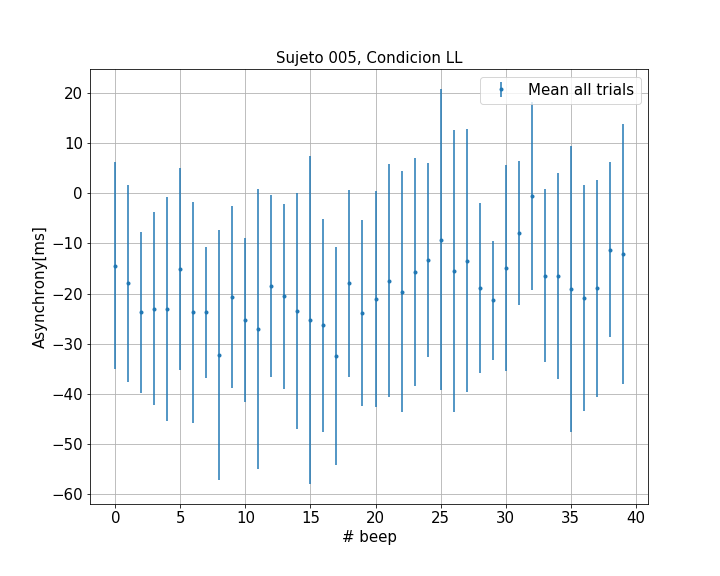 Sujeto 005, Condicion LL
Mean all trials
20
10
0
−10
−20
−30
−40
−50
−60
Asynchrony[ms]
0 5 10 15 20 25 30 35 40
# beep